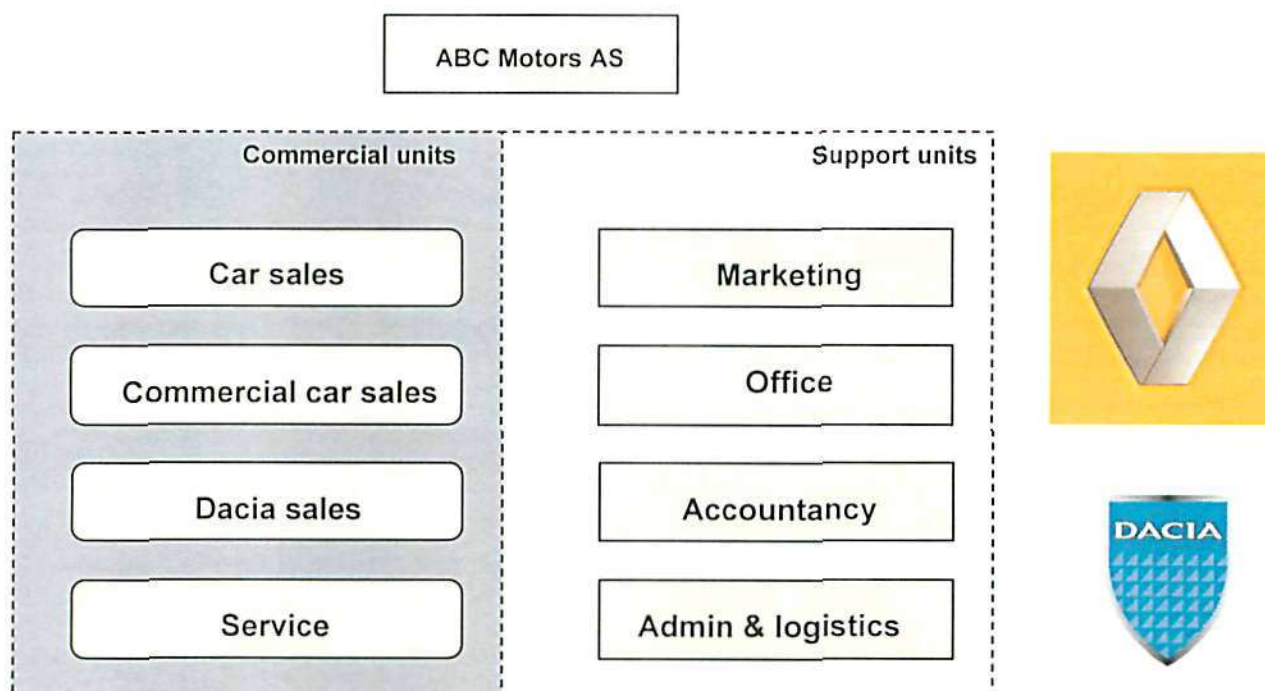 ABC Motors AS
Commercial units
Support units
Car sales
Marketing
Commercial car sales
Office
Dacia sales
Accountancy
Service
Admin & logistics
DACIA